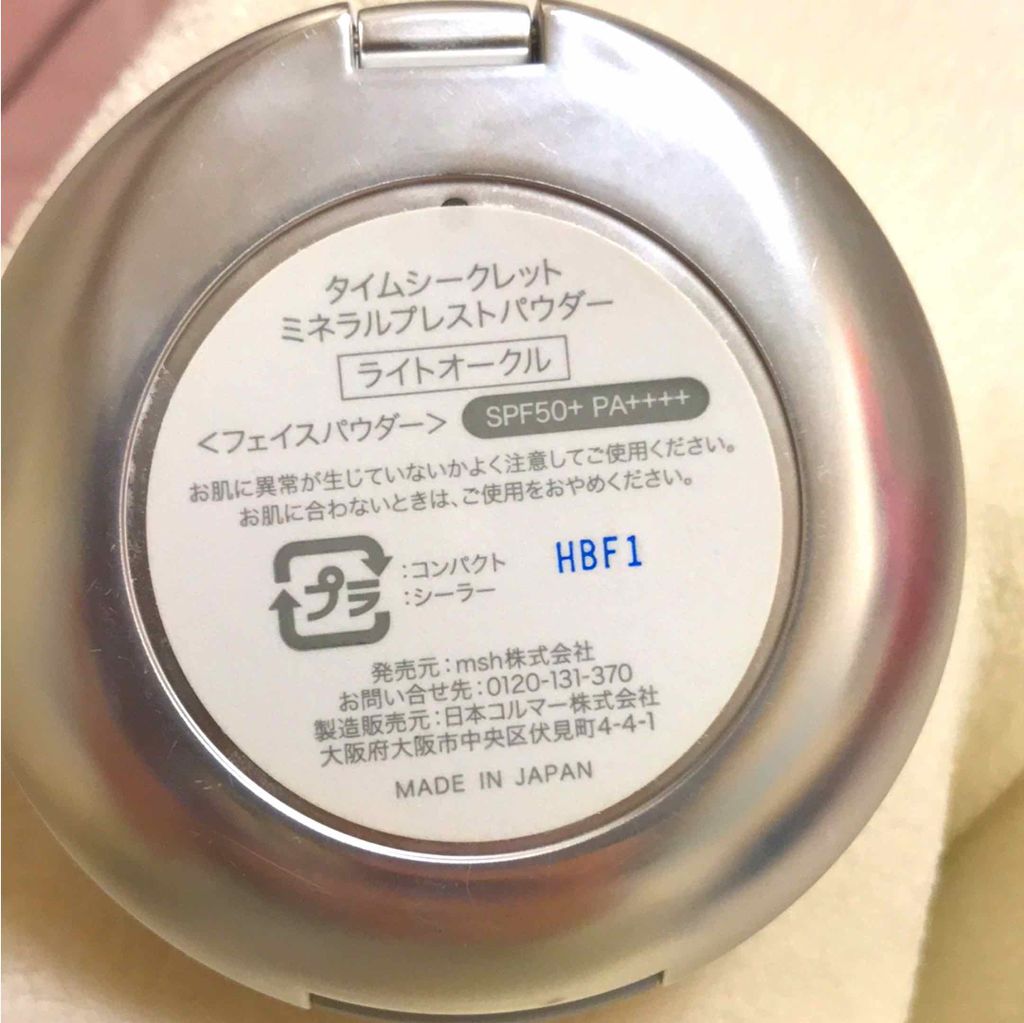 タイムシークレット
ミネラルプレストパウダー
ライトオークル
<フェイスパウダー> SPF50+ PA++++
お肌に異常が生じていないかよく注意してご使用ください。
お肌に合わないときは、ご使用をおやめください。
プラ
:コンパクト
:シーラー
HBF1
発売元:msh株式会社
お問い合せ先:0120-131-370
製造販売元:日本コルマー株式会社
大阪府大阪市中央区伏見町4-4-1
MADE IN JAPAN